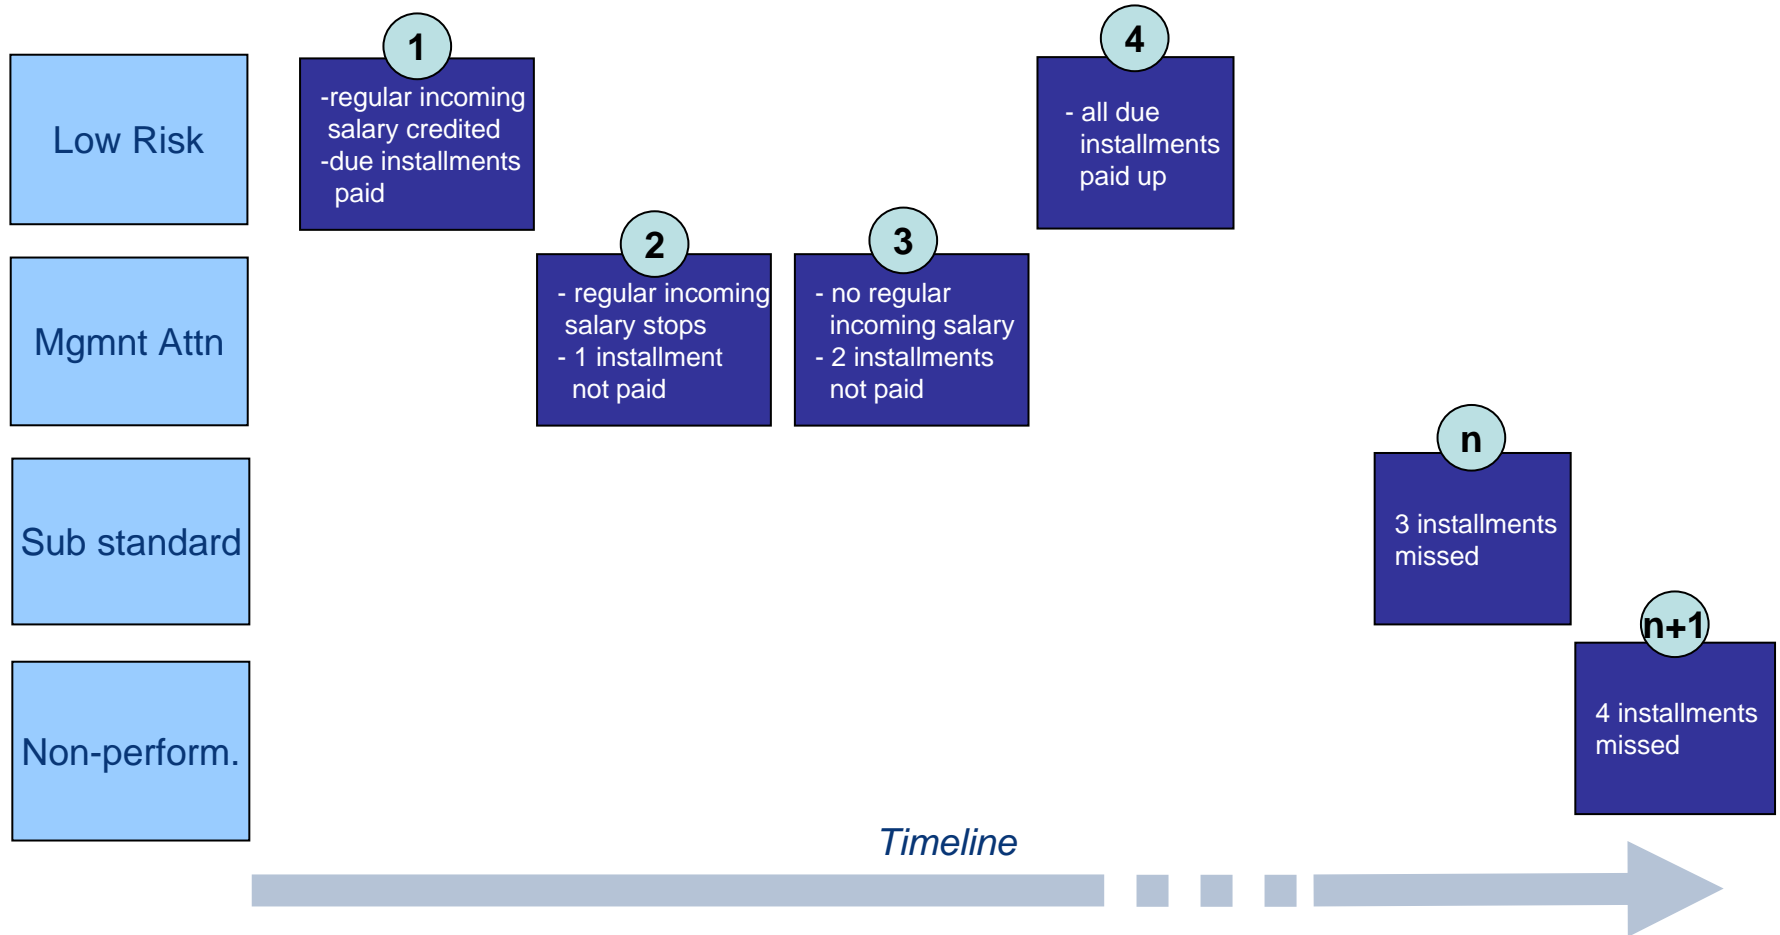 Low Risk
1
-regular incoming
salary credited
-due installments
paid
4
- all due
installments
paid up
Mgmnt Attn
2
- regular incoming
salary stops
- 1 installment
not paid
3
- no regular
incoming salary
- 2 installments
not paid
Sub standard
n
3 installments
missed
Non-perform.
n+1
4 installments
missed
Timeline